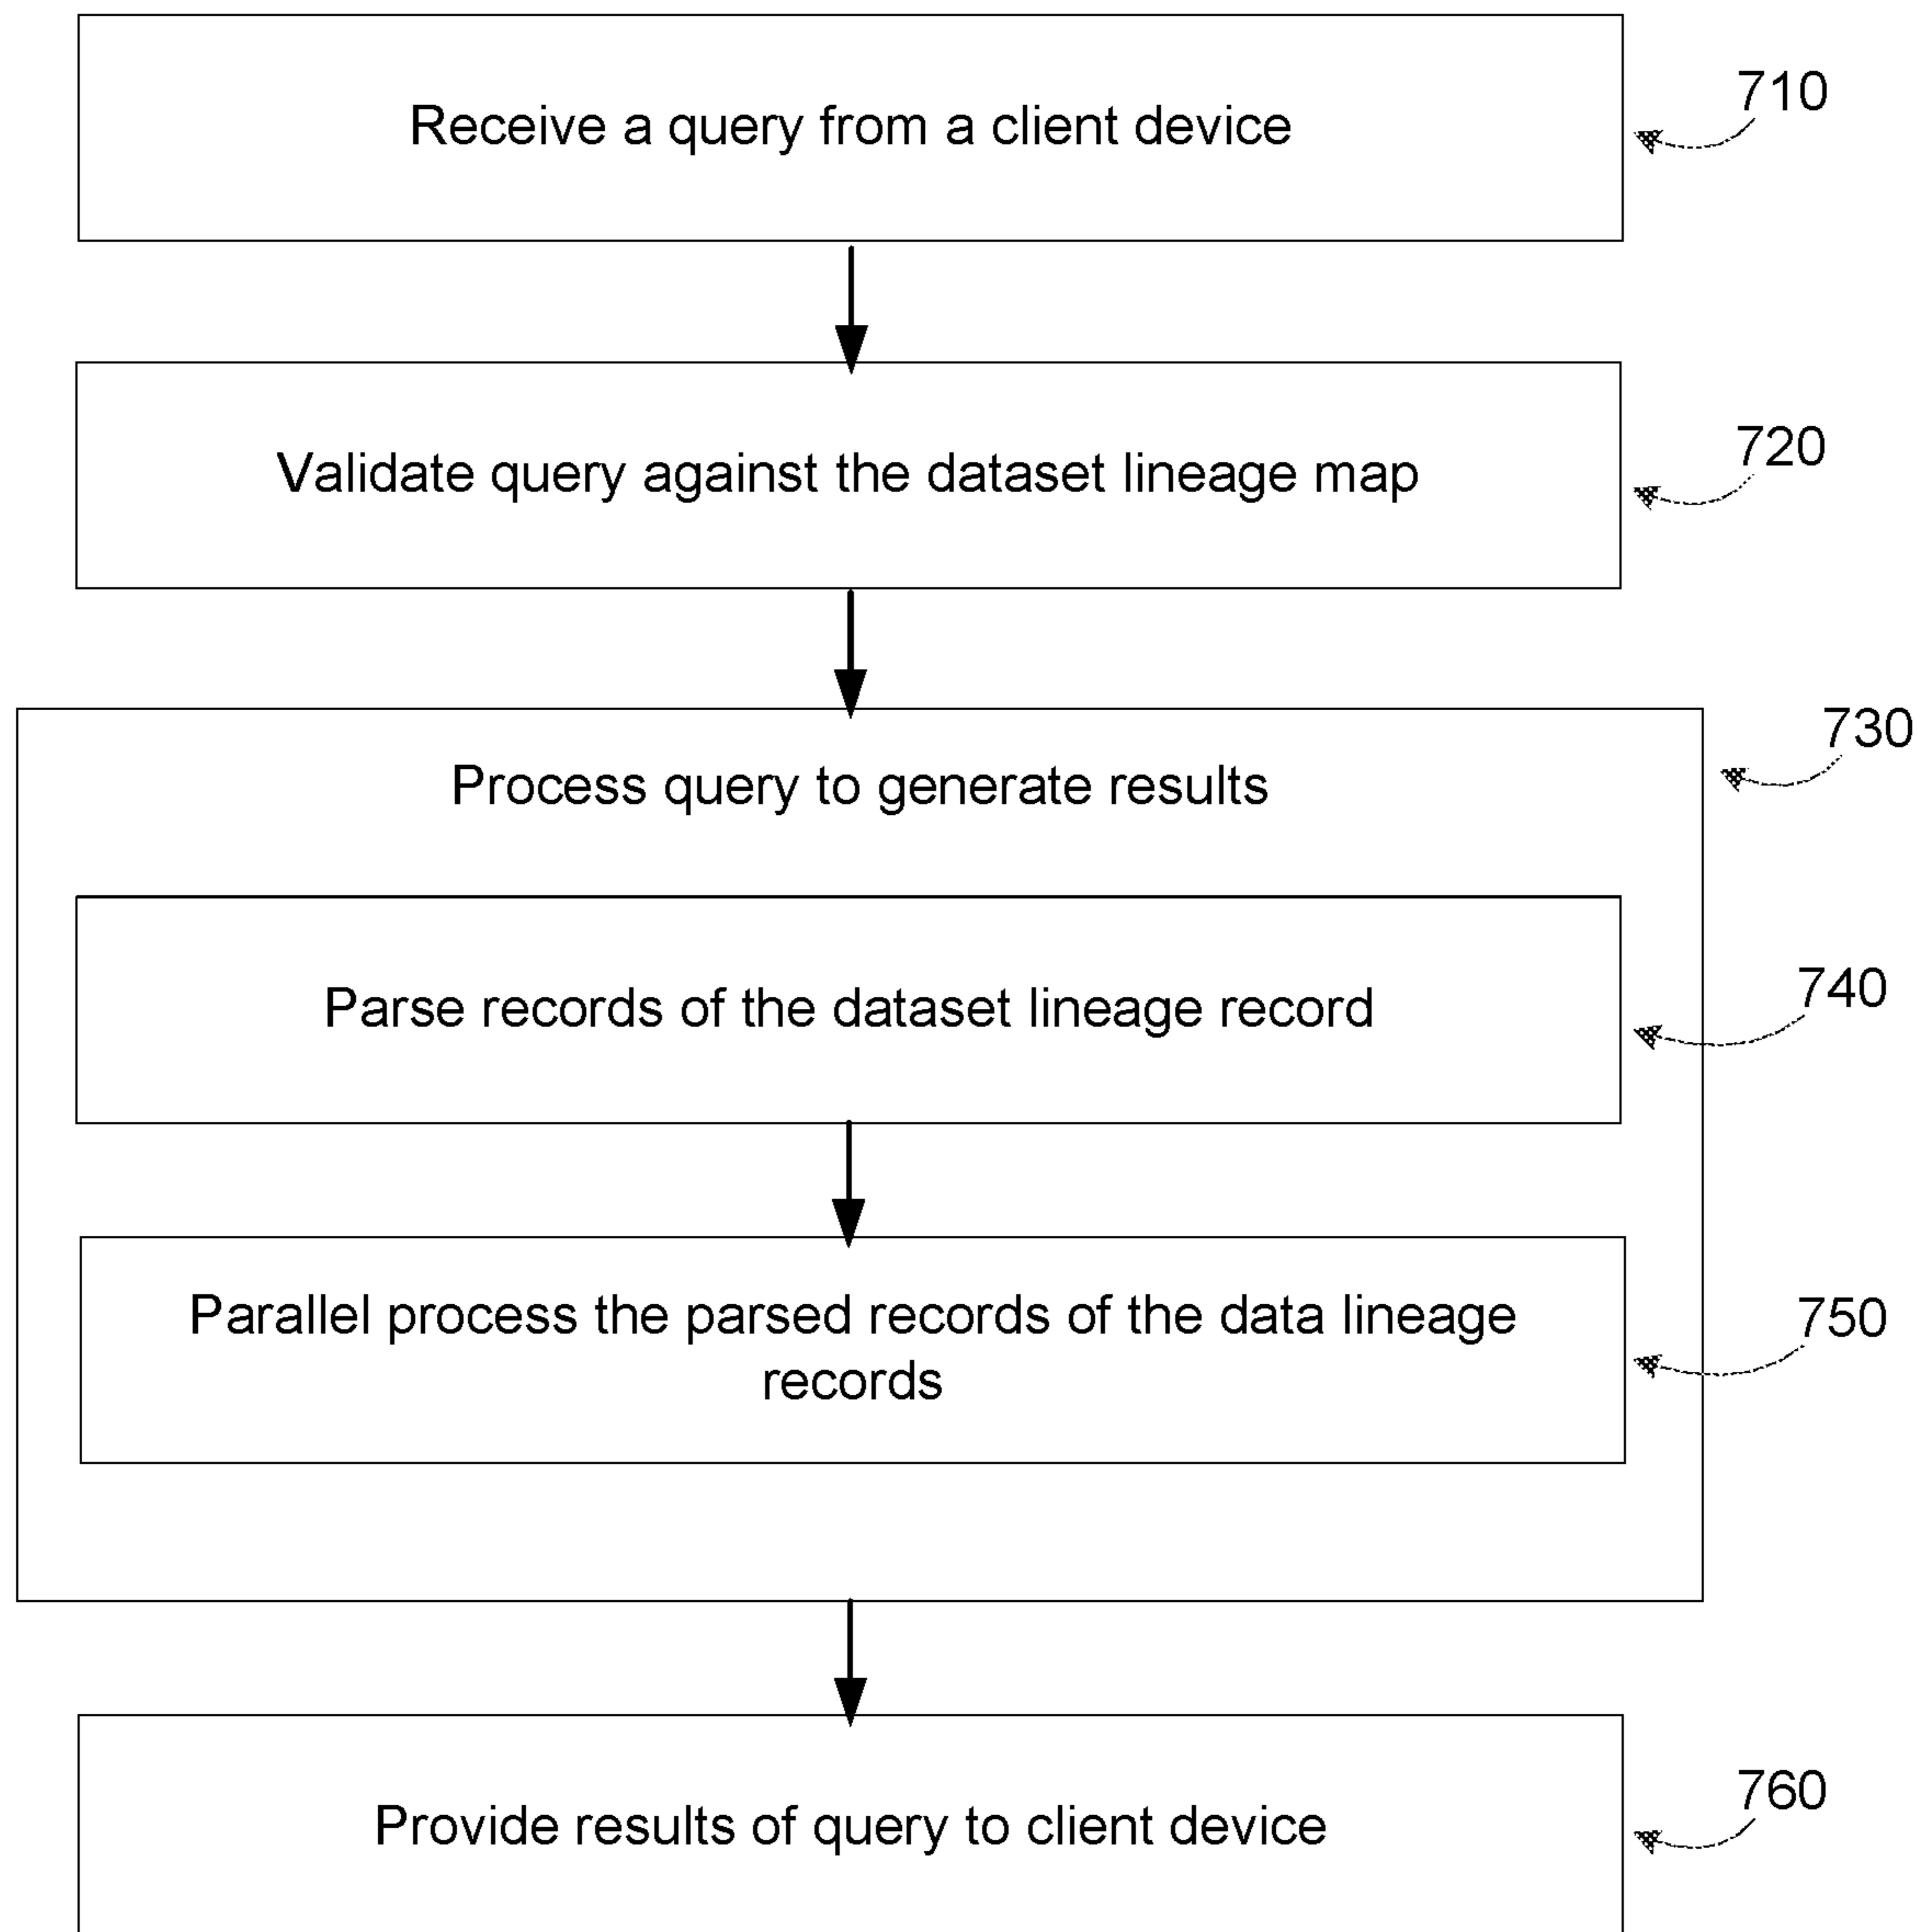 Receive a query from a client device
710
Validate query against the dataset lineage map
720
Process query to generate results
730
Parse records of the dataset lineage record
740
Parallel process the parsed records of the data lineage
records
750
Provide results of query to client device
760